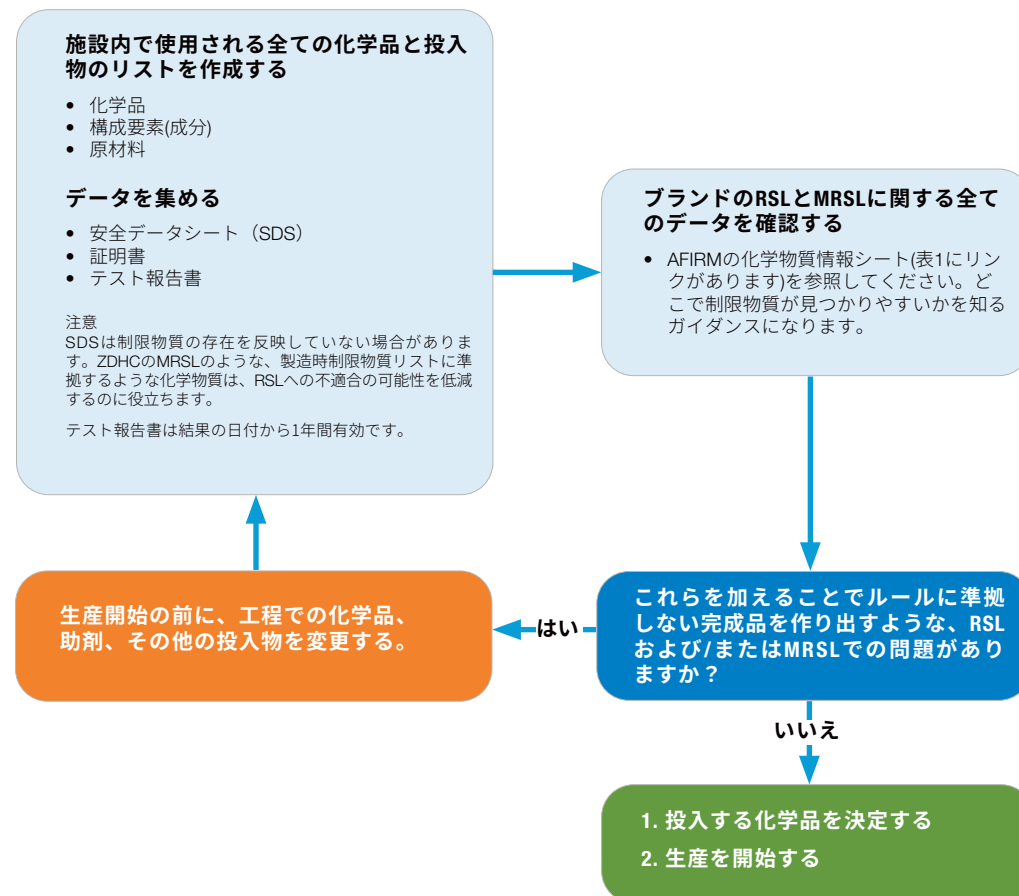 施設内で使用される全ての化学品と投入
物のリストを作成する
• 化学品
• 構成要素(成分)
• 原材料
データを集める
• 安全データシート（SDS）
• 証明書
• テスト報告書
注意
SDSは制限物質の存在を反映していない場合がありま
す。ZDHCのMRSLのような、製造時制限物質リストに準
拠するような化学物質は、RSLへの不適合の可能性を低減
するのに役立ちます。
テスト報告書は結果の日付から1年間有効です。
ブランドのRSLとMRSLに関する全て
のデータを確認する
• AFIRMの化学物質情報シート(表1にリン
クがあります)を参照してください。ど
こで制限物質が見つかりやすいかを知る
ガイダンスになります。
これらを加えることでルールに準拠
しない完成品を作り出すような、RSL
および/またはMRSLでの問題があり
ますか？
はい
生産開始の前に、工程での化学品、
助剤、その他の投入物を変更する。
いいえ
1. 投入する化学品を決定する
2. 生産を開始する